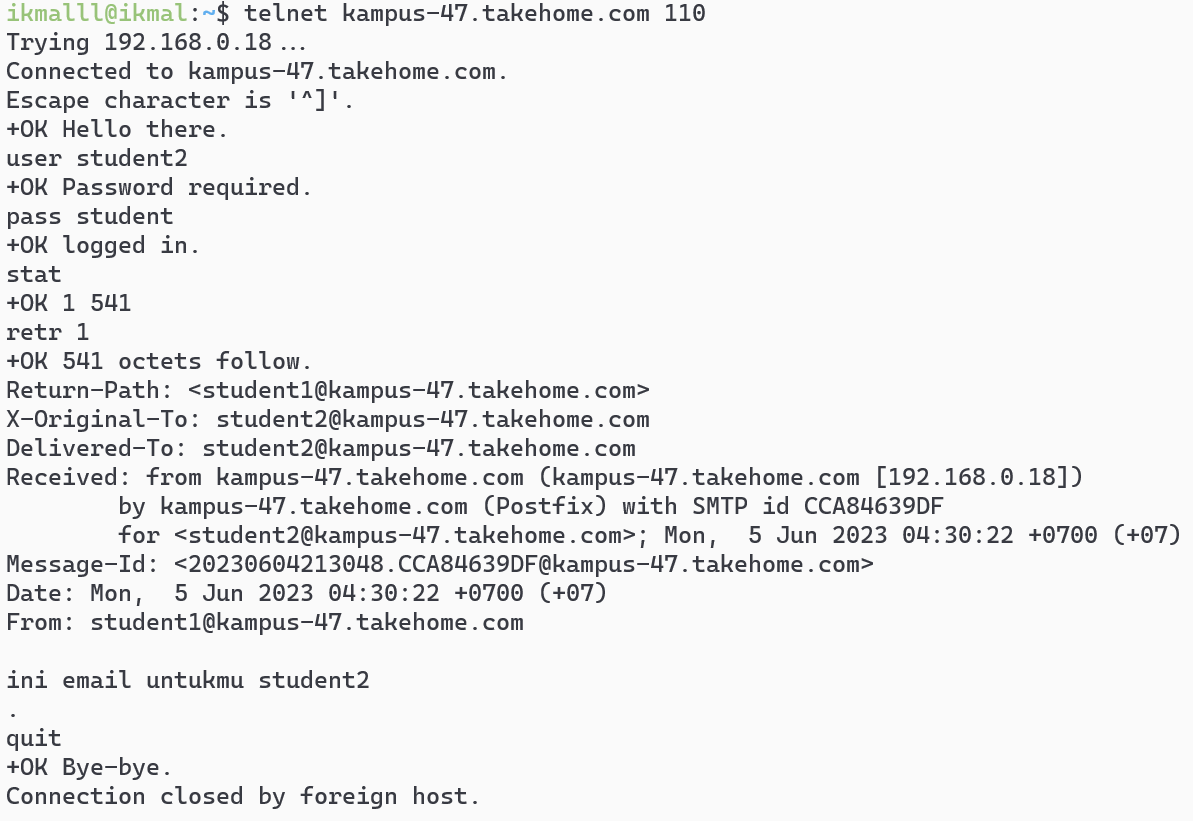 ikmalll@ikmal:~$ telnet kampus-47.takehome.com 110
Trying 192.168.0.18...
Connected to kampus-47.takehome.com.
Escape character is '^]'.
+OK Hello there.
user student2
+OK Password required.
pass student
+OK logged in.
stat
+OK 1 541
retr 1
+OK 541 octets follow.
Return-Path: <student1@kampus-47.takehome.com>
X-Original-To: student2@kampus-47.takehome.com
Delivered-To: student2@kampus-47.takehome.com
Received: from kampus-47.takehome.com (kampus-47.takehome.com [192.168.0.18])
        by kampus-47.takehome.com (Postfix) with SMTP id CCA84639DF
        for <student2@kampus-47.takehome.com>; Mon,  5 Jun 2023 04:30:22 +0700 (+07)
Message-Id: <20230604213048.CCA84639DF@kampus-47.takehome.com>
Date: Mon,  5 Jun 2023 04:30:22 +0700 (+07)
From: student1@kampus-47.takehome.com

ini email untukmu student2
.
quit
+OK Bye-bye.
Connection closed by foreign host.